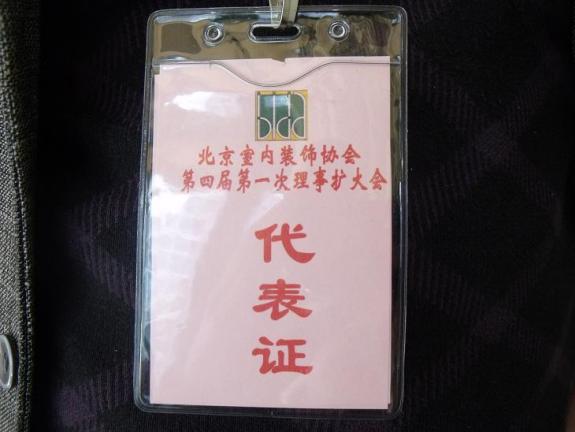 bida
北京室内装饰协会
第四届第一次理事扩大会
代
表
证